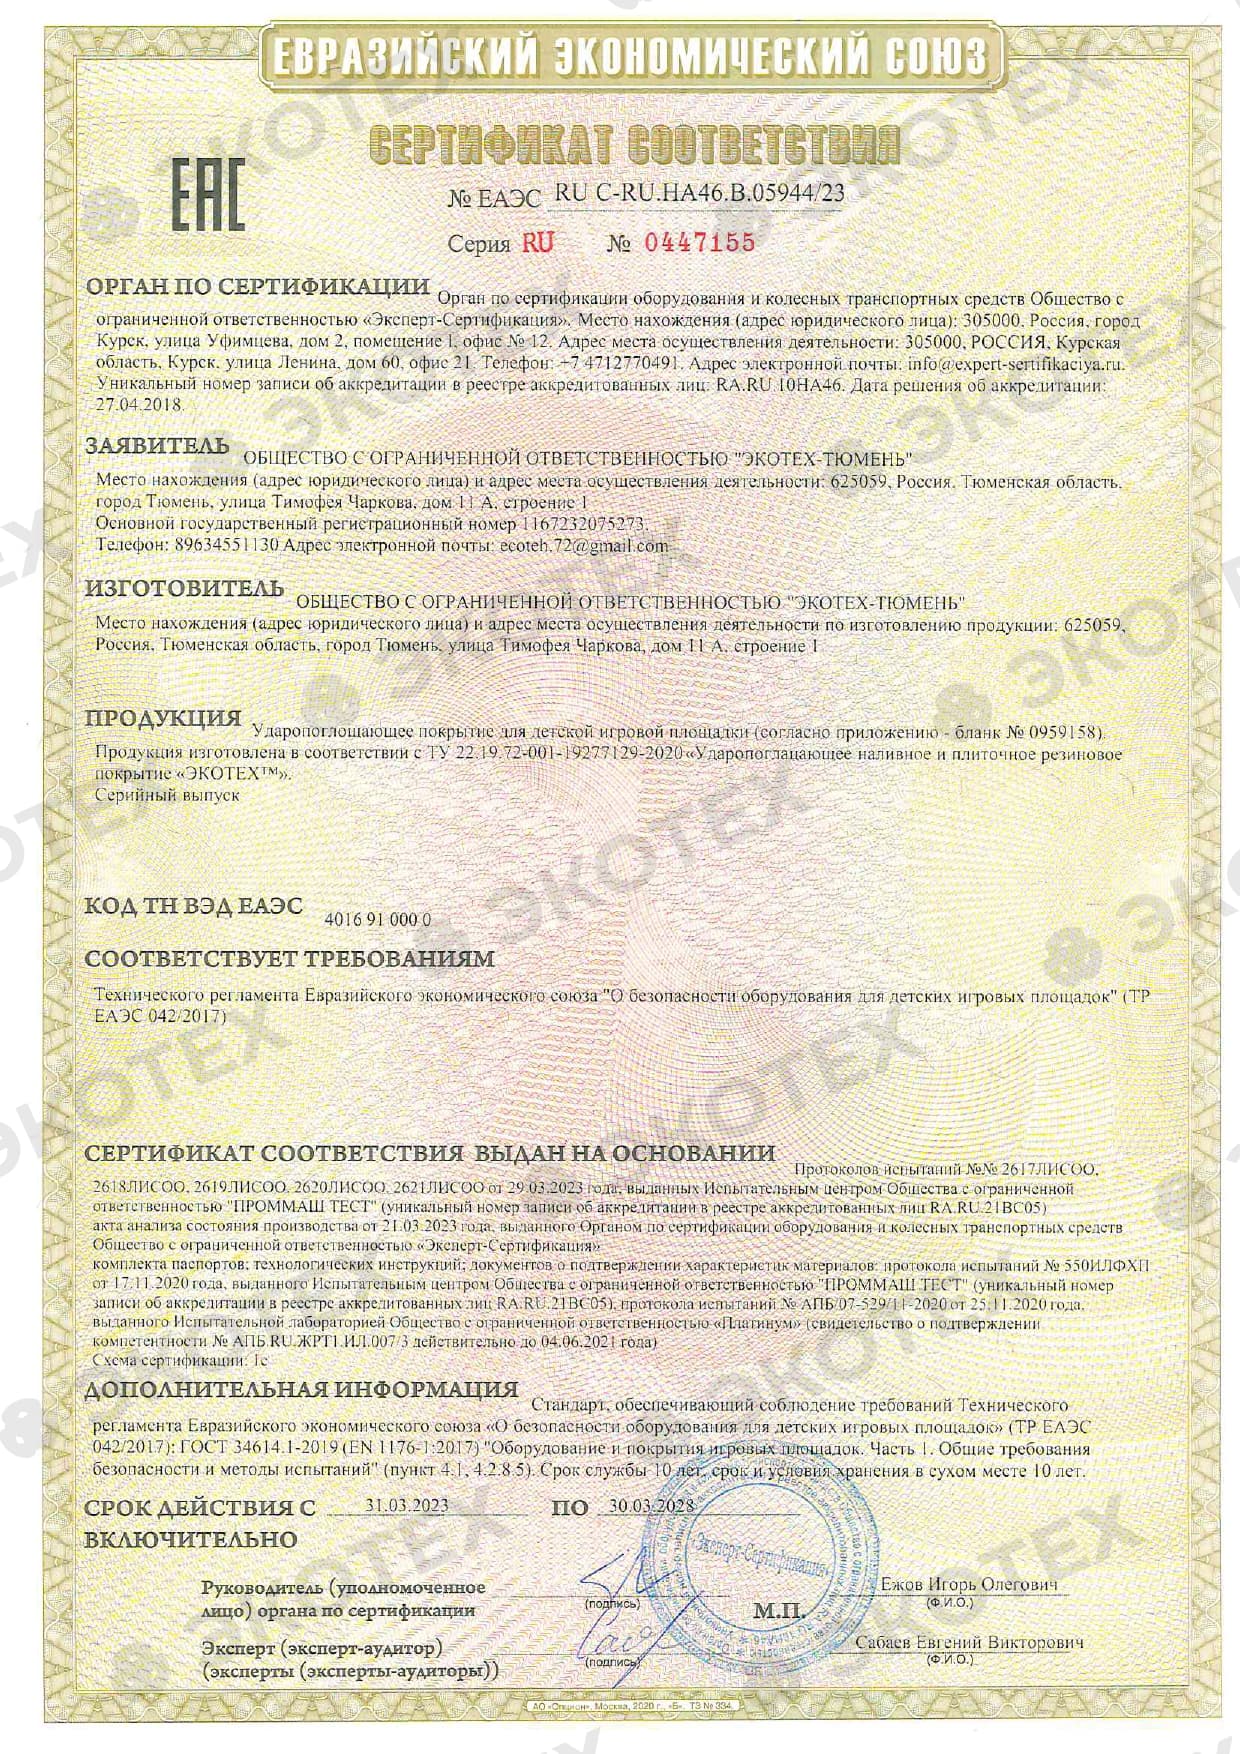 ЕВРАЗИЙСКИЙ ЭКОНОМИЧЕСКИЙ СОЮЗ
СЕРТИФИКАТ СООТВЕТСТВИЯ
ЕАС
№ ЕАЭС RU C-RU.НА46.В.05944/23
Серия RU № 0447155
ОРГАН ПО СЕРТИФИКАЦИИ Орган по сертификации оборудования и колесных транспортных средств Общество с
ограниченной ответственностью «Эксперт-Сертификация». Место нахождения (адрес юридического лица): 305000, Россия, город
Курск, улица Уфимцева, дом 2, помещение I, офис № 12. Адрес места осуществления деятельности: 305000, РОССИЯ, Курская
область, Курск, улица Ленина, дом 60, офис 21. Телефон: +7 4712770491. Адрес электронной почты: info@expert-sertifikaciya.ru.
Уникальный номер записи об аккредитации в реестре аккредитованных лиц: RA.RU.10НА46. Дата решения об аккредитации:
27.04.2018.
ЗАЯВИТЕЛЬ ОБЩЕСТВО С ОГРАНИЧЕННОЙ ОТВЕТСТВЕННОСТЬЮ "ЭКОТЕХ-ТЮМЕНЬ"
Место нахождения (адрес юридического лица) и адрес места осуществления деятельности: 625059, Россия, Тюменская область,
город Тюмень, улица Тимофея Чаркова, дом 11 А, строение 1
Основной государственный регистрационный номер 1167232075273.
Телефон: 89634551130 Адрес электронной почты: ecoteh.72@gmail.com
ИЗГОТОВИТЕЛЬ ОБЩЕСТВО С ОГРАНИЧЕННОЙ ОТВЕТСТВЕННОСТЬЮ "ЭКОТЕХ-ТЮМЕНЬ"
Место нахождения (адрес юридического лица) и адрес места осуществления деятельности по изготовлению продукции: 625059,
Россия, Тюменская область, город Тюмень, улица Тимофея Чаркова, дом 11 А, строение 1
ПРОДУКЦИЯ Ударопоглощающее покрытие для детской игровой площадки (согласно приложению - бланк № 0959158).
Продукция изготовлена в соответствии с ТУ 22.19.72-001-19277129-2020 «Ударопоглащающее наливное и плиточное резиновое
покрытие «ЭКОТЕХ™».
Серийный выпуск
КОД ТН ВЭД ЕАЭС 4016 91 000 0
СООТВЕТСТВУЕТ ТРЕБОВАНИЯМ
Технического регламента Евразийского экономического союза "О безопасности оборудования для детских игровых площадок" (ТР
ЕАЭС 042/2017)
СЕРТИФИКАТ СООТВЕТСТВИЯ ВЫДАН НА ОСНОВАНИИ Протоколов испытаний №№ 2617ЛИСОО,
2618ЛИСОО, 2619ЛИСОО, 2620ЛИСОО, 2621ЛИСОО от 29.03.2023 года, выданных Испытательным центром Общества с ограниченной
ответственностью "ПРОММАШ ТЕСТ" (уникальный номер записи об аккредитации в реестре аккредитованных лиц RA.RU.21ВС05)
акта анализа состояния производства от 21.03.2023 года, выданного Органом по сертификации оборудования и колесных транспортных средств
Общество с ограниченной ответственностью «Эксперт-Сертификация»
комплекта паспортов; технологических инструкций; документов о подтверждении характеристик материалов: протокола испытаний № 550ИЛФХП
от 17.11.2020 года, выданного Испытательным центром Общества с ограниченной ответственностью "ПРОММАШ ТЕСТ" (уникальный номер
записи об аккредитации в реестре аккредитованных лиц RA.RU.21ВС05), протокола испытаний № АПБ/07-529/11-2020 от 25.11.2020 года,
выданного Испытательной лабораторией Общество с ограниченной ответственностью «Платинум» (свидетельство о подтверждении
компетентности № АПБ.RU.ЖРТ1.ИЛ.007/3 действительно до 04.06.2021 года)
Схема сертификации: 1с
ДОПОЛНИТЕЛЬНАЯ ИНФОРМАЦИЯ Стандарт, обеспечивающий соблюдение требований Технического
регламента Евразийского экономического союза «О безопасности оборудования для детских игровых площадок» (ТР ЕАЭС
042/2017): ГОСТ 34614.1-2019 (EN 1176-1:2017) "Оборудование и покрытия игровых площадок. Часть 1. Общие требования
безопасности и методы испытаний" (пункт 4.1, 4.2.8.5). Срок службы 10 лет, срок и условия хранения в сухом месте 10 лет.
СРОК ДЕЙСТВИЯ С 31.03.2023 ПО 30.03.2028
ВКЛЮЧИТЕЛЬНО
Руководитель (уполномоченное
лицо) органа по сертификации
(подпись)
М.П.
Ежов Игорь Олегович
(Ф.И.О.)
Эксперт (эксперт-аудитор)
(эксперты (эксперты-аудиторы))
(подпись)
Сабаев Евгений Викторович
(Ф.И.О.)
«Эксперт-Сертификация»
АО «Опцион», Москва, 2020 г., «Б». ТЗ № 334.
ЭКОТЕХ